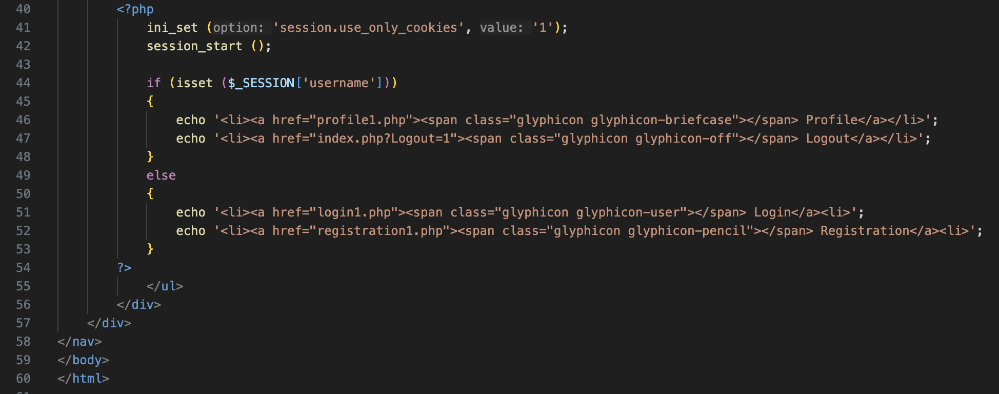 40 <?php
41 ini_set (option: 'session.use_only_cookies', value: '1');
42 session_start ();
43
44 if (isset ($_SESSION['username']))
45 {
46 echo '<li><a href="profile1.php"><span class="glyphicon glyphicon-briefcase"></span> Profile</a></li>';
47 echo '<li><a href="index.php?Logout=1"><span class="glyphicon glyphicon-off"></span> Logout</a></li>';
48 }
49 else
50 {
51 echo '<li><a href="login1.php"><span class="glyphicon glyphicon-user"></span> Login</a><li>';
52 echo '<li><a href="registration1.php"><span class="glyphicon glyphicon-pencil"></span> Registration</a><li>';
53 }
54 ?>
55 </ul>
56 </div>
57 </div>
58 </nav>
59 </body>
60 </html>